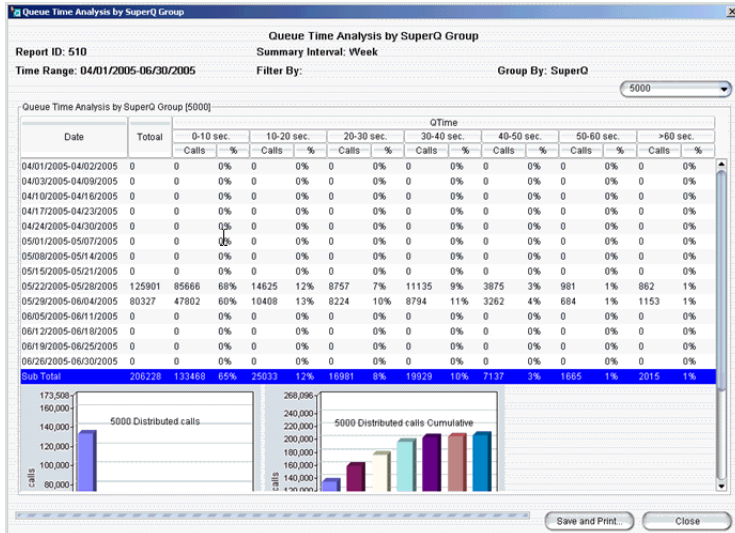 Queue Time Analysis by SuperQ Group
Queue Time Analysis by SuperQ Group
Report ID: 510 Summary Interval: Week
Time Range: 04/01/2005-06/30/2005 Filter By: Group By: SuperQ
5000
Queue Time Analysis by SuperQ Group [5000]
QTime
Date Totoal 0-10 sec. 10-20 sec. 20-30 sec. 30-40 sec. 40-50 sec. 50-60 sec. >60 sec.
Calls % Calls % Calls % Calls % Calls % Calls % Calls %
04/01/2005-04/02/2005 0 0 0% 0 0% 0 0% 0 0% 0 0% 0 0% 0 0%
04/03/2005-04/09/2005 0 0 0% 0 0% 0 0% 0 0% 0 0% 0 0% 0 0%
04/10/2005-04/16/2005 0 0 0% 0 0% 0 0% 0 0% 0 0% 0 0% 0 0%
04/17/2005-04/23/2005 0 0 0% 0 0% 0 0% 0 0% 0 0% 0 0% 0 0%
04/24/2005-04/30/2005 0 0 0% 0 0% 0 0% 0 0% 0 0% 0 0% 0 0%
05/01/2005-05/07/2005 0 0 0% 0 0% 0 0% 0 0% 0 0% 0 0% 0 0%
05/08/2005-05/14/2005 0 0 0% 0 0% 0 0% 0 0% 0 0% 0 0% 0 0%
05/15/2005-05/21/2005 0 0 0% 0 0% 0 0% 0 0% 0 0% 0 0% 0 0%
05/22/2005-05/28/2005 125901 85666 68% 14625 12% 8757 7% 11135 9% 3875 3% 981 1% 862 1%
05/29/2005-06/04/2005 80327 47802 60% 10408 13% 8224 10% 8794 11% 3262 4% 684 1% 1153 1%
06/05/2005-06/11/2005 0 0 0% 0 0% 0 0% 0 0% 0 0% 0 0% 0 0%
06/12/2005-06/18/2005 0 0 0% 0 0% 0 0% 0 0% 0 0% 0 0% 0 0%
06/19/2005-06/25/2005 0 0 0% 0 0% 0 0% 0 0% 0 0% 0 0% 0 0%
06/26/2005-06/30/2005 0 0 0% 0 0% 0 0% 0 0% 0 0% 0 0% 0 0%
Sub Total 206228 133468 65% 25033 12% 16981 8% 19929 10% 7137 3% 1665 1% 2015 1%
173,508
160,000
140,000
120,000
100,000
80,000
calls
5000 Distributed calls
268,096
240,000
220,000
200,000
180,000
160,000
140,000
120,000
calls
5000 Distributed calls Cumulative
Save and Print... Close